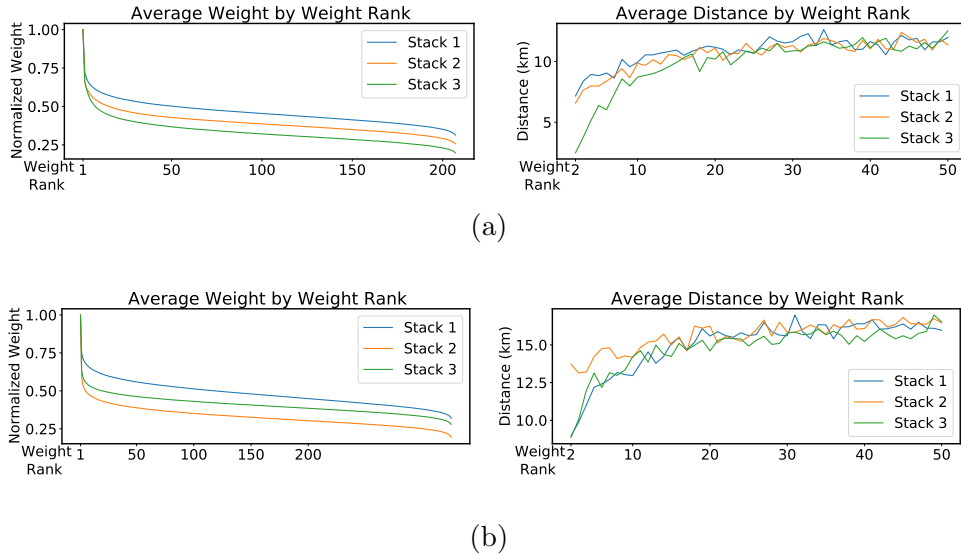 Average Weight by Weight Rank
Normalized Weight
1.00
0.75
0.50
0.25
Stack 1
Stack 2
Stack 3
Weight
Rank
1
50
100
150
200
Average Distance by Weight Rank
Distance (km)
10
5
Stack 1
Stack 2
Stack 3
Weight
Rank
2
10
20
30
40
50
(a)
Average Weight by Weight Rank
Normalized Weight
1.00
0.75
0.50
0.25
Stack 1
Stack 2
Stack 3
Weight
Rank
1
50
100
150
200
Average Distance by Weight Rank
Distance (km)
15.0
12.5
10.0
Stack 1
Stack 2
Stack 3
Weight
Rank
2
10
20
30
40
50
(b)